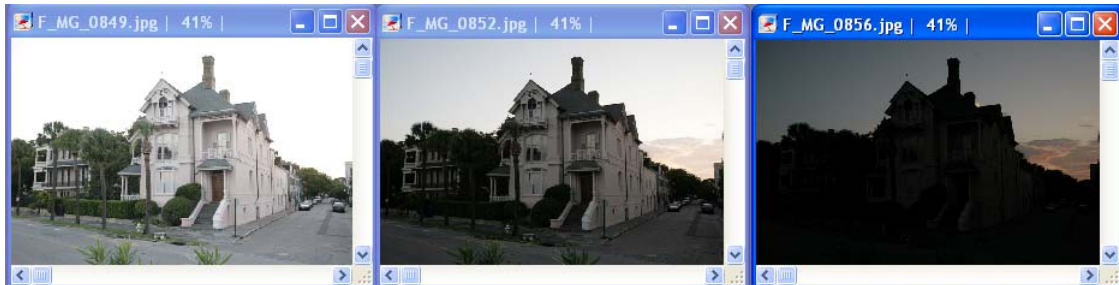 F_MG_0849.jpg | 41% |
F_MG_0852.jpg | 41% |
F_MG_0856.jpg | 41% |